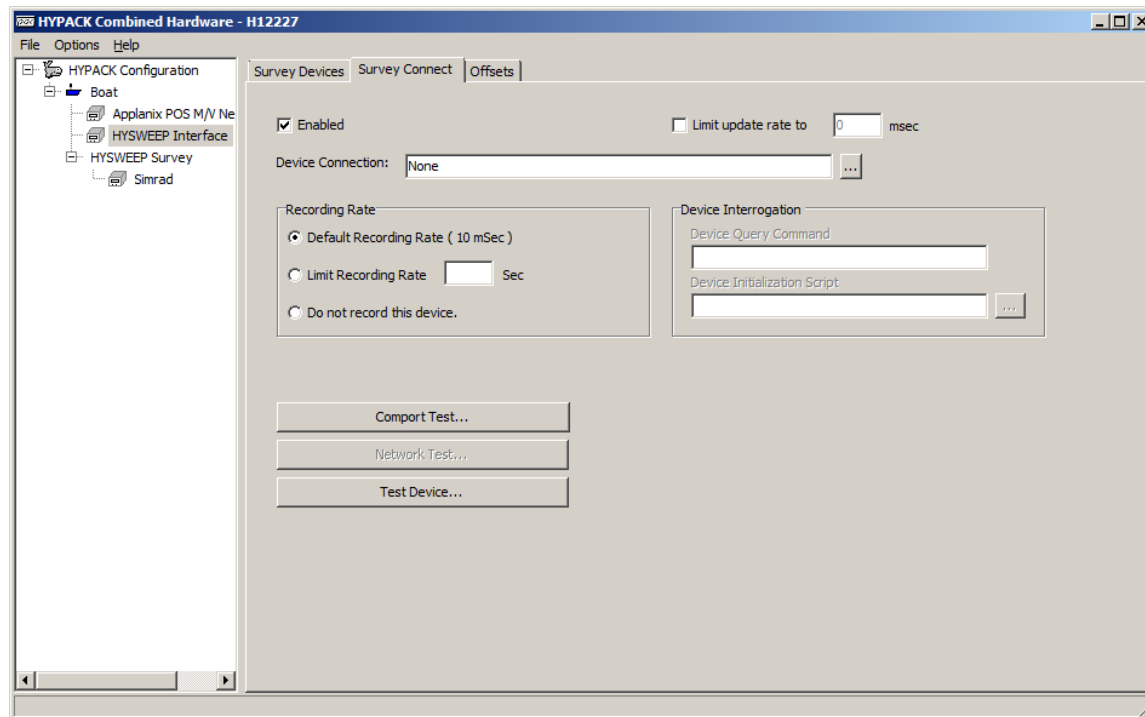 HYPACK Combined Hardware - H12227
File Options Help
HYPACK Configuration
Boat
Applanix POS M/V Ne
HYSWEEP Interface
HYSWEEP Survey
Simrad
Survey Devices Survey Connect Offsets
Enabled
Limit update rate to 0 msec
Device Connection: None ...
Recording Rate
Default Recording Rate ( 10 mSec )
Limit Recording Rate Sec
Do not record this device.
Device Interrogation
Device Query Command
Device Initialization Script
...
Comport Test...
Network Test...
Test Device...